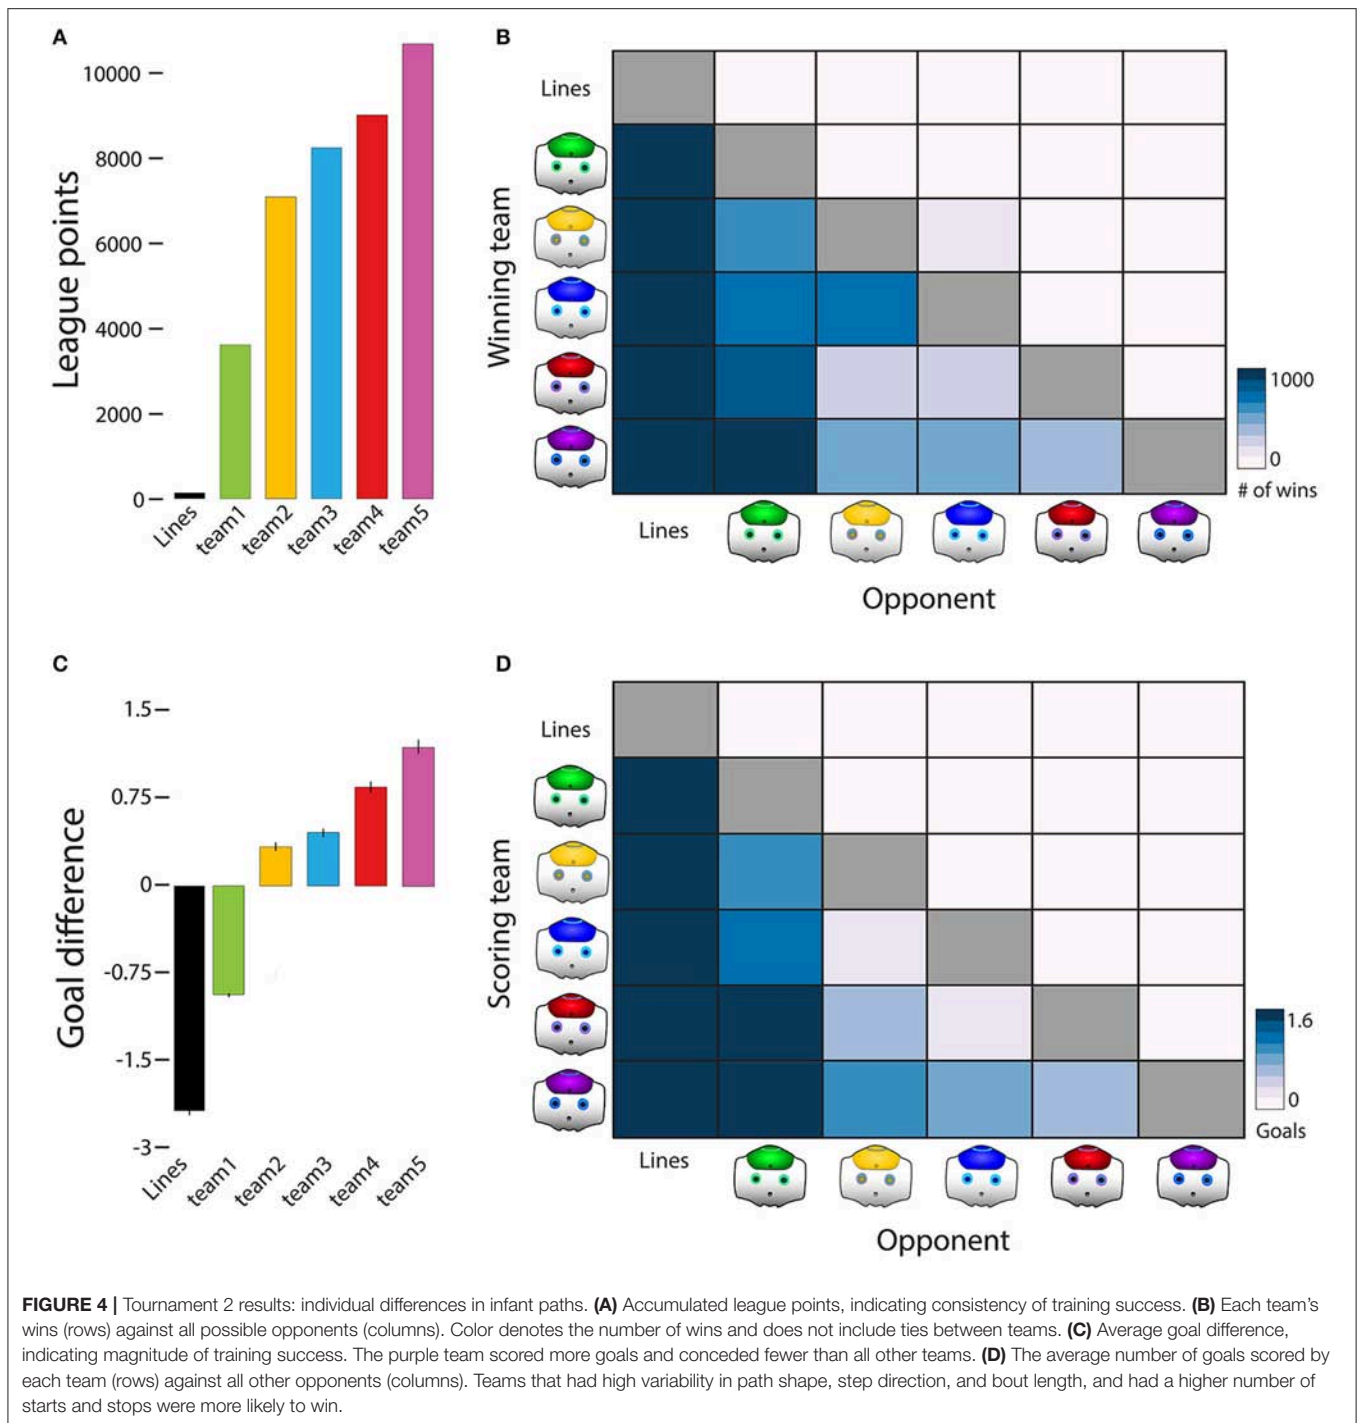 A
League points
10000
8000
6000
4000
2000
0
Lines
team1
team2
team3
team4
team5
B
Winning team
Lines
1000
0
# of wins
Lines
Opponent
C
Goal difference
1.5
0.75
0
-0.75
-1.5
-3
Lines
team1
team2
team3
team4
team5
D
Scoring team
Lines
1.6
0
Goals
Lines
Opponent
FIGURE 4 | Tournament 2 results: individual differences in infant paths. (A) Accumulated league points, indicating consistency of training success. (B) Each team's
wins (rows) against all possible opponents (columns). Color denotes the number of wins and does not include ties between teams. (C) Average goal difference,
indicating magnitude of training success. The purple team scored more goals and conceded fewer than all other teams. (D) The average number of goals scored by
each team (rows) against all other opponents (columns). Teams that had high variability in path shape, step direction, and bout length, and had a higher number of
starts and stops were more likely to win.